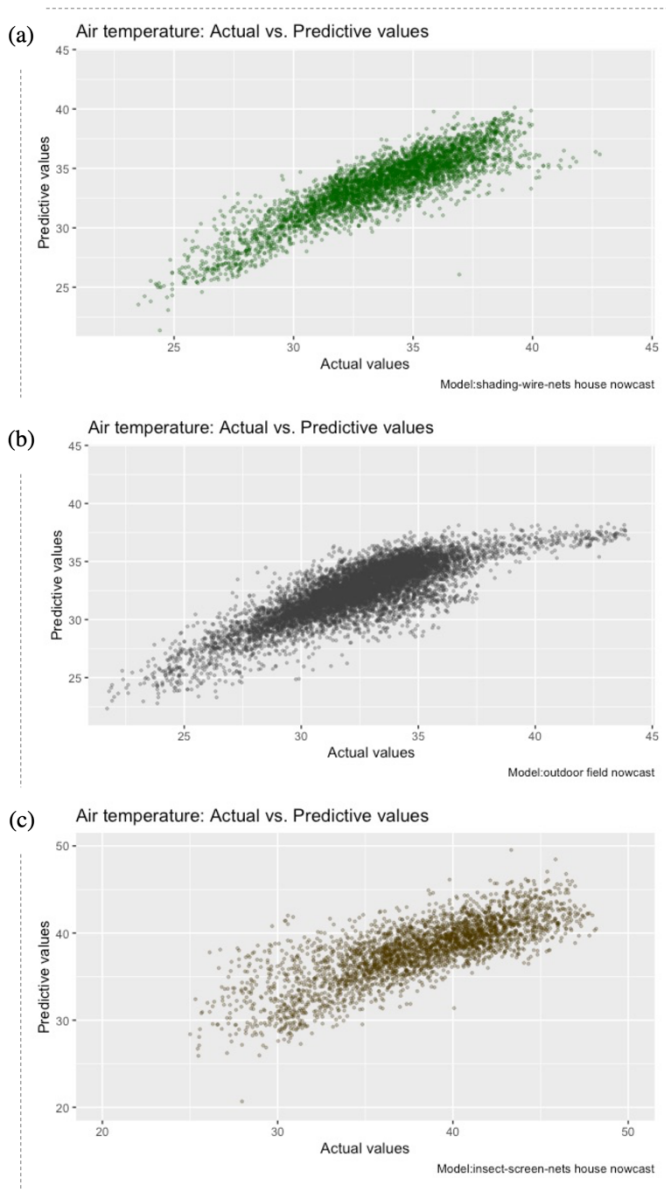 (a)
Air temperature: Actual vs. Predictive values
45
40
35
30
25
Predictive values
25 30 35 40 45
Actual values
Model:shading-wire-nets house nowcast
(b)
Air temperature: Actual vs. Predictive values
45
40
35
30
25
Predictive values
25 30 35 40 45
Actual values
Model:outdoor field nowcast
(c)
Air temperature: Actual vs. Predictive values
50
40
30
20
Predictive values
20 30 40 50
Actual values
Model:insect-screen-nets house nowcast